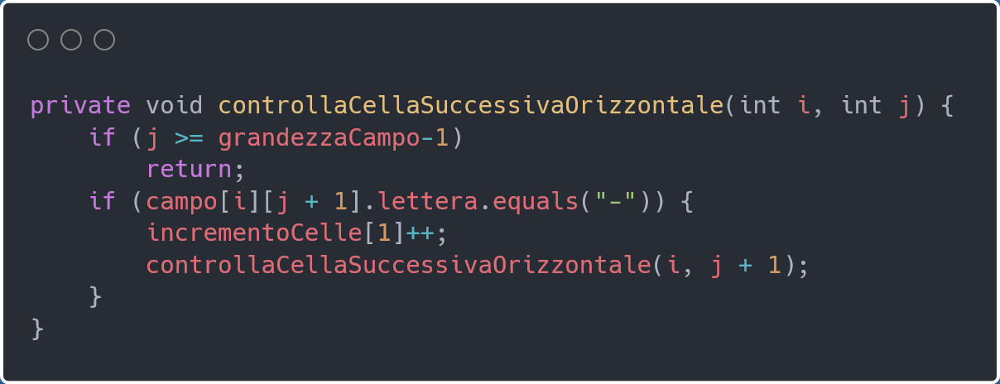 private void controllaCellaSuccessivaOrizzontale(int i, int j) {
    if (j >= grandezzaCampo-1)
        return;
    if (campo[i][j + 1].lettera.equals("-")) {
        incrementoCelle[1]++;
        controllaCellaSuccessivaOrizzontale(i, j + 1);
    }
}